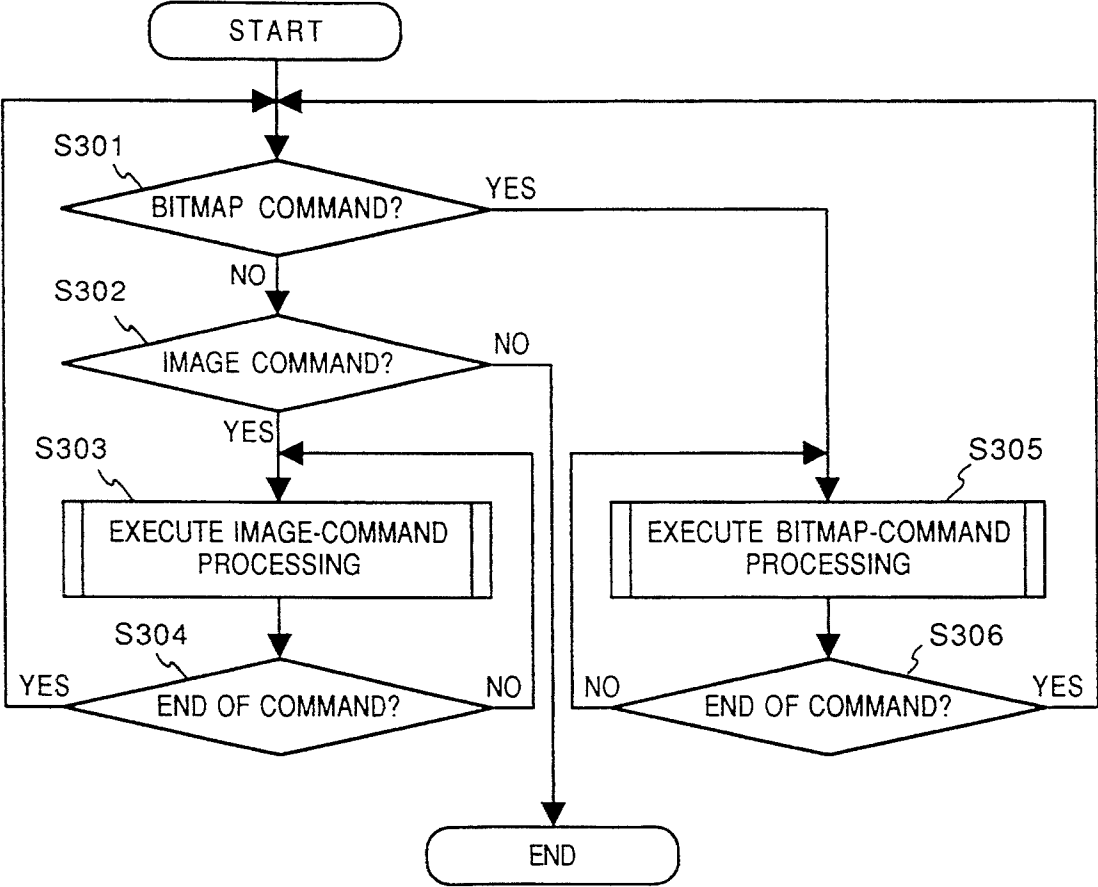 START
S301
BITMAP COMMAND?
YES
NO
S302
IMAGE COMMAND?
NO
YES
S303
EXECUTE IMAGE-COMMAND
PROCESSING
S305
EXECUTE BITMAP-COMMAND
PROCESSING
S304
END OF COMMAND?
YES
NO
S306
END OF COMMAND?
NO
YES
END